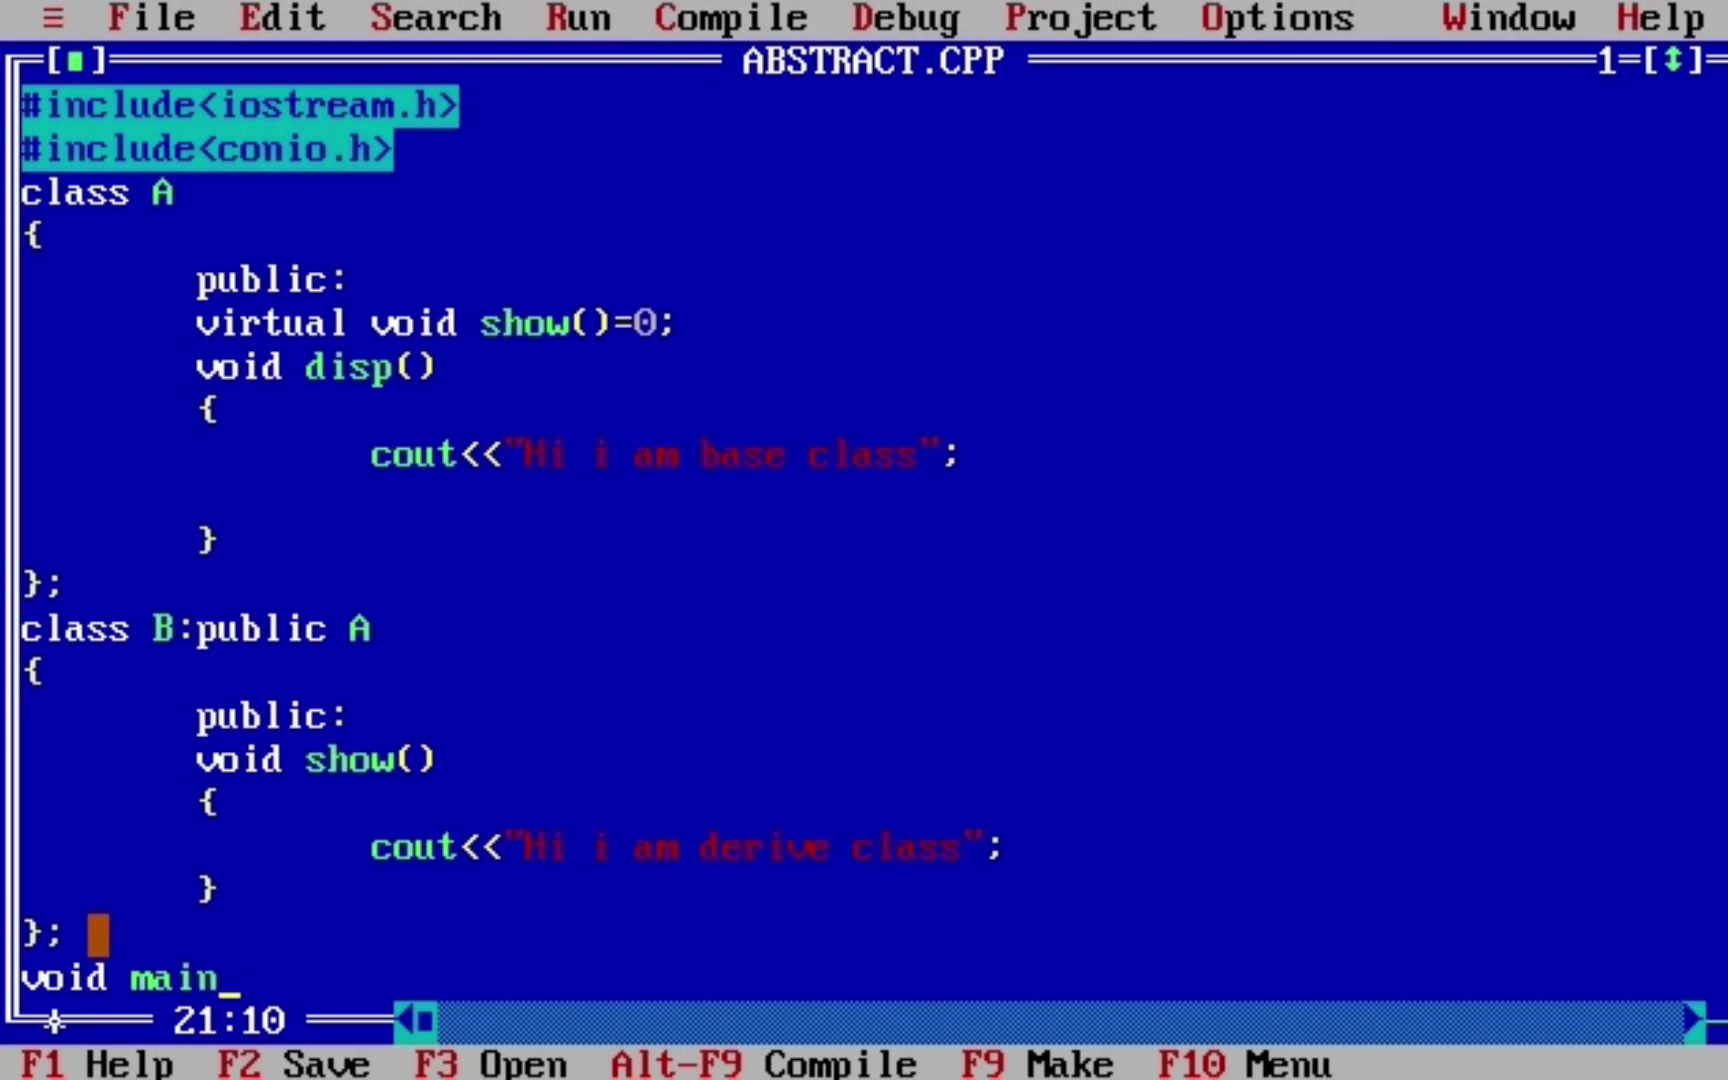 ≡ File Edit Search Run Compile Debug Project Options Window Help
[■] ABSTRACT.CPP 1=[↕]
#include<iostream.h>
#include<conio.h>
class A
{
public:
virtual void show()=0;
void disp()
{
cout<<"Hi i am base class";
}
};
class B:public A
{
public:
void show()
{
cout<<"Hi i am derive class";
}
};
void main_
21:10
F1 Help F2 Save F3 Open Alt-F9 Compile F9 Make F10 Menu